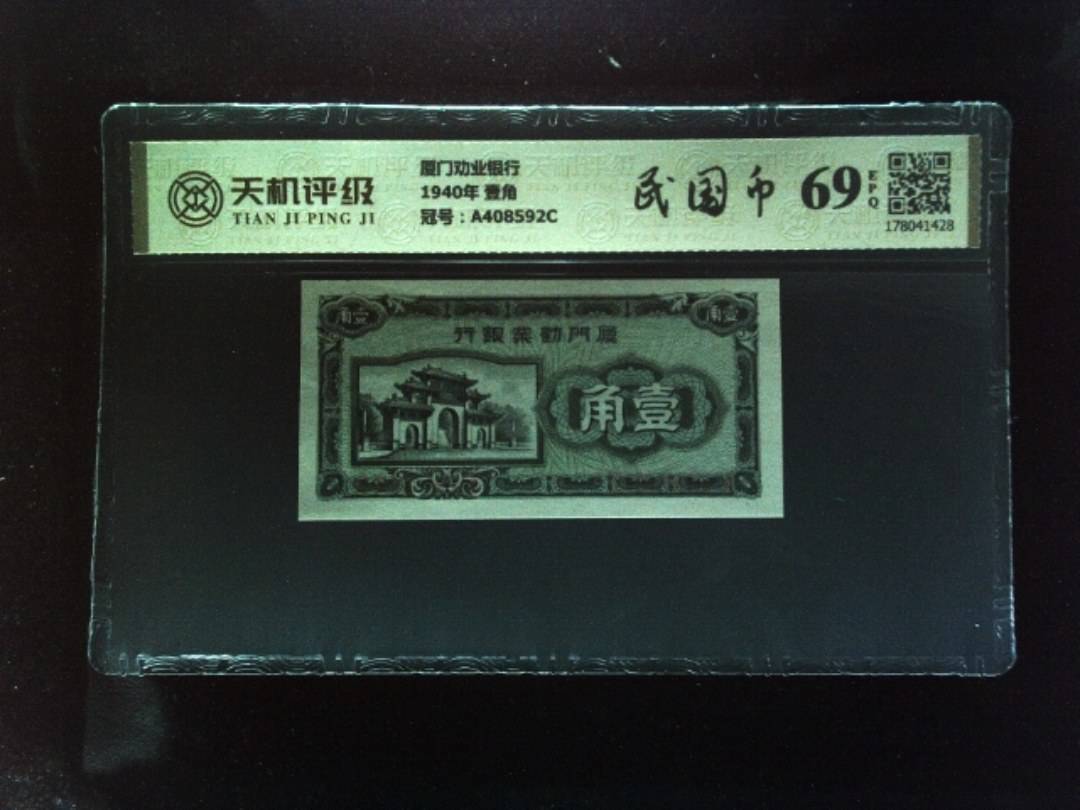 天机评级
TIAN JI PING JI
厦门劝业银行
1940年 壹角
冠号:A408592C
民国币
69
EPQ
178041428
角壹
角壹
行銀業勸門廈
角壹